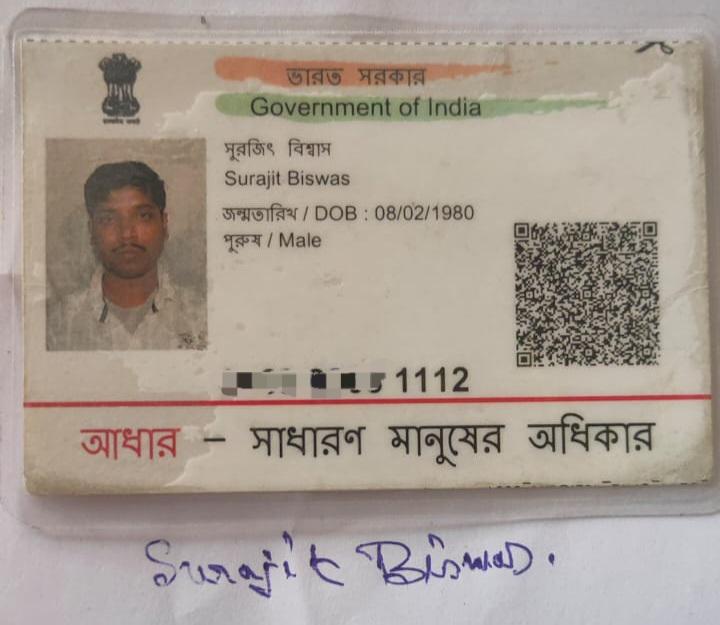 ভারত সরকার
Government of India
সুরজিৎ বিশ্বাস
Surajit Biswas
জন্মতারিখ / DOB : 08/02/1980
পুরুষ / Male
1112
আধার – সাধারণ মানুষের অধিকার
Surajit Biswas.